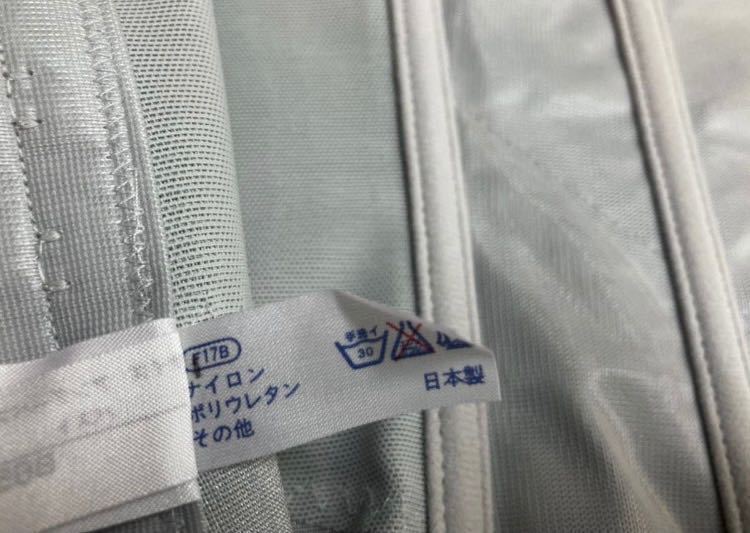 F17B
ナイロン
ポリウレタン
その他
手洗イ
30
日本製